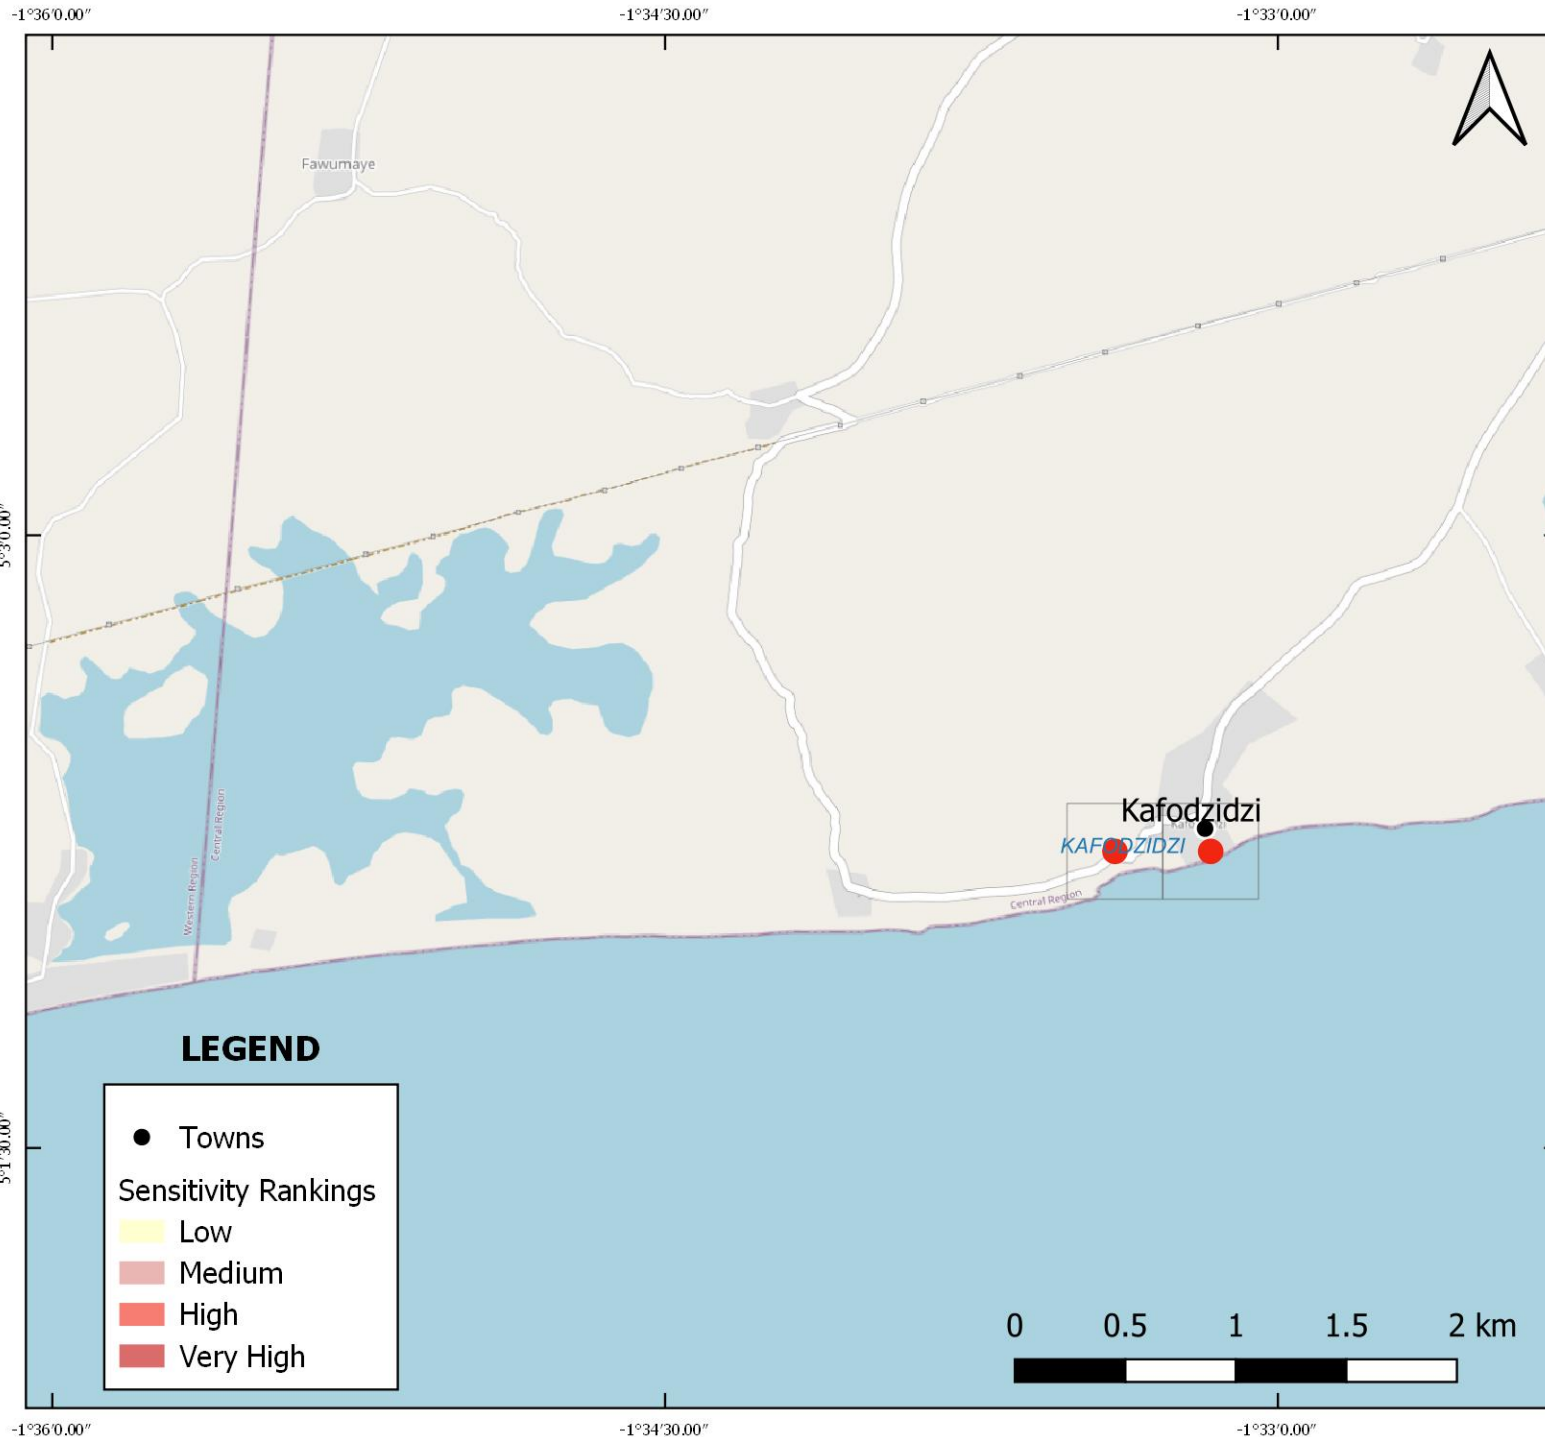 -1°36′0.00″ -1°34′30.00″ -1°33′0.00″
Fawumaye
5°3′0.00″
Kafodzidzi
Kafodzidzi
KAFODZIDZI
Central Region
Western Region
Central Region
LEGEND
Towns
5°1′30.00″
Sensitivity Rankings
Low
Medium
High
Very High
0 0.5 1 1.5 2 km
-1°36′0.00″ -1°34′30.00″ -1°33′0.00″